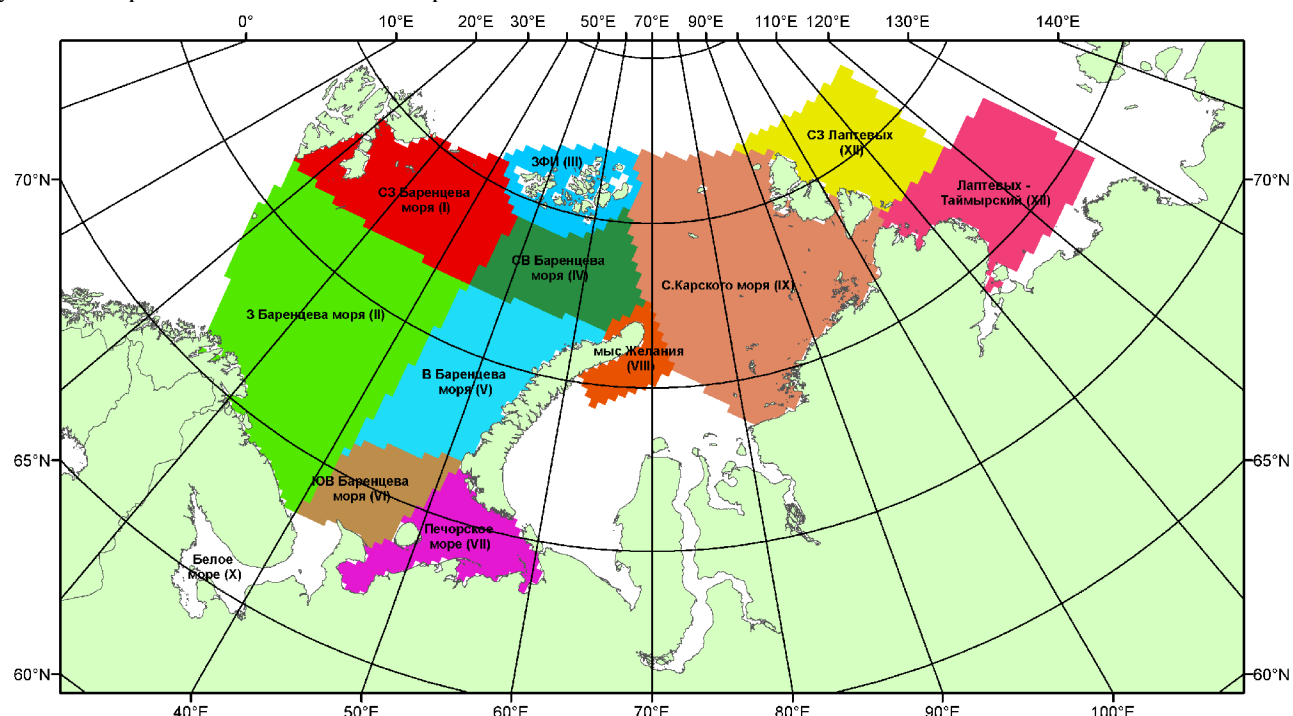 0° 10°E 20°E 30°E 50°E 70°E 90°E 110°E 120°E 130°E 140°E
СЗ Лаптевых
(XII)
ЗФИ (III)
70°N
70°N
СЗ Баренцева
моря (I)
Лаптевых -
Таймырский (XII)
СВ Баренцева
моря (IV)
С.Карского моря (IX)
З Баренцева моря (II)
мыс Желания
(VIII)
В Баренцева
моря (V)
65°N
65°N
ЮВ Баренцева
моря (VI)
Печорское
море (VII)
Белое
море (X)
60°N
60°N
40°E 50°E 60°E 70°E 80°E 90°E 100°E